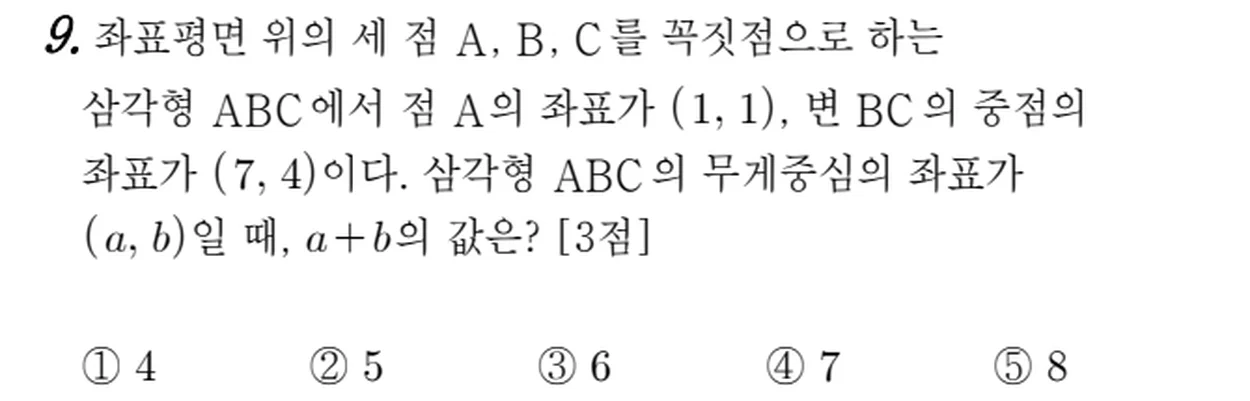 9. 좌표평면 위의 세 점 A, B, C를 꼭짓점으로 하는
삼각형 ABC에서 점 A의 좌표가 (1, 1), 변 BC의 중점의
좌표가 (7, 4)이다. 삼각형 ABC의 무게중심의 좌표가
(a, b)일 때, a+b의 값은? [3점]
① 4 ② 5 ③ 6 ④ 7 ⑤ 8